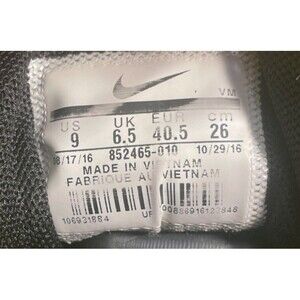 VM
US UK EUR cm
9 6.5 40.5 26
08/17/16 852465-010 10/29/16
MADE IN VIETNAM
FABRIQUE AU VIETNAM